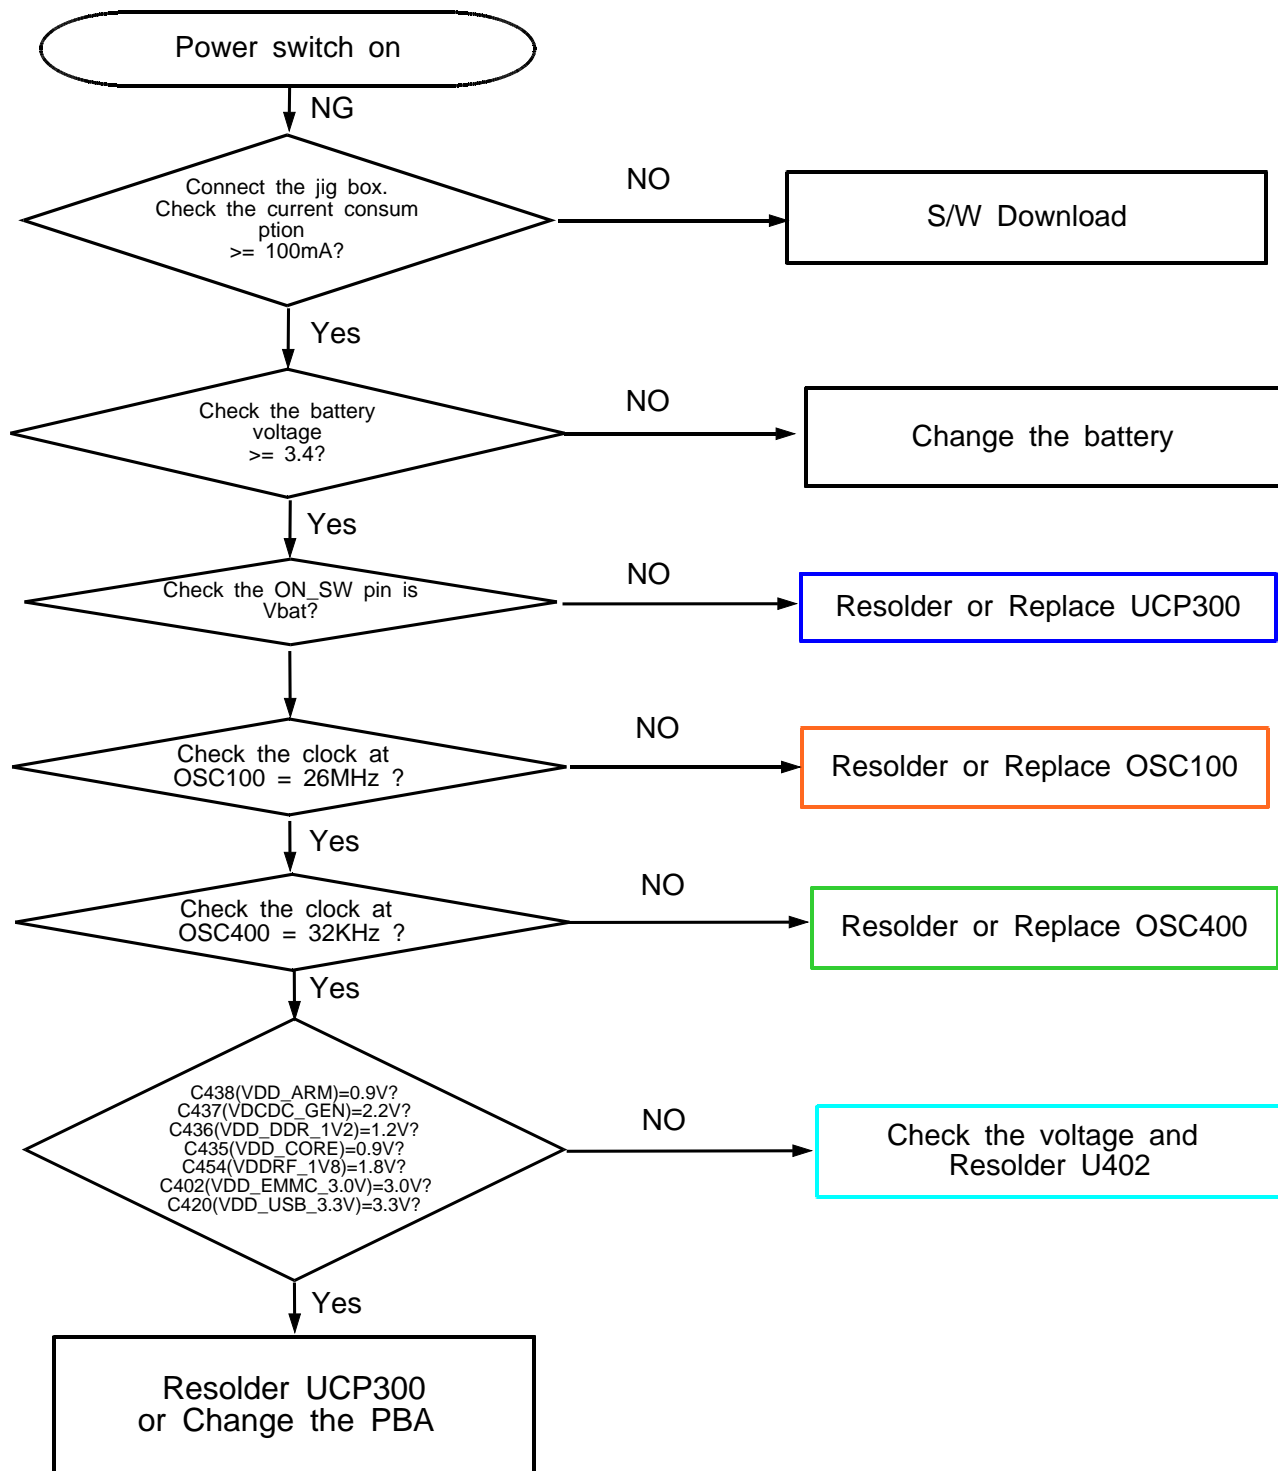 Power switch on
NG
Connect the jig box.
Check the current consum
ption
>= 100mA?
NO
S/W Download
Yes
Check the battery
voltage
>= 3.4?
NO
Change the battery
Yes
Check the ON_SW pin is
Vbat?
NO
Resolder or Replace UCP300
Check the clock at
OSC100 = 26MHz ?
NO
Resolder or Replace OSC100
Yes
Check the clock at
OSC400 = 32KHz ?
NO
Resolder or Replace OSC400
Yes
C438(VDD_ARM)=0.9V?
C437(VDCDC_GEN)=2.2V?
C436(VDD_DDR_1V2)=1.2V?
C435(VDD_CORE)=0.9V?
C454(VDDRF_1V8)=1.8V?
C402(VDD_EMMC_3.0V)=3.0V?
C420(VDD_USB_3.3V)=3.3V?
NO
Check the voltage and
Resolder U402
Yes
Resolder UCP300
or Change the PBA